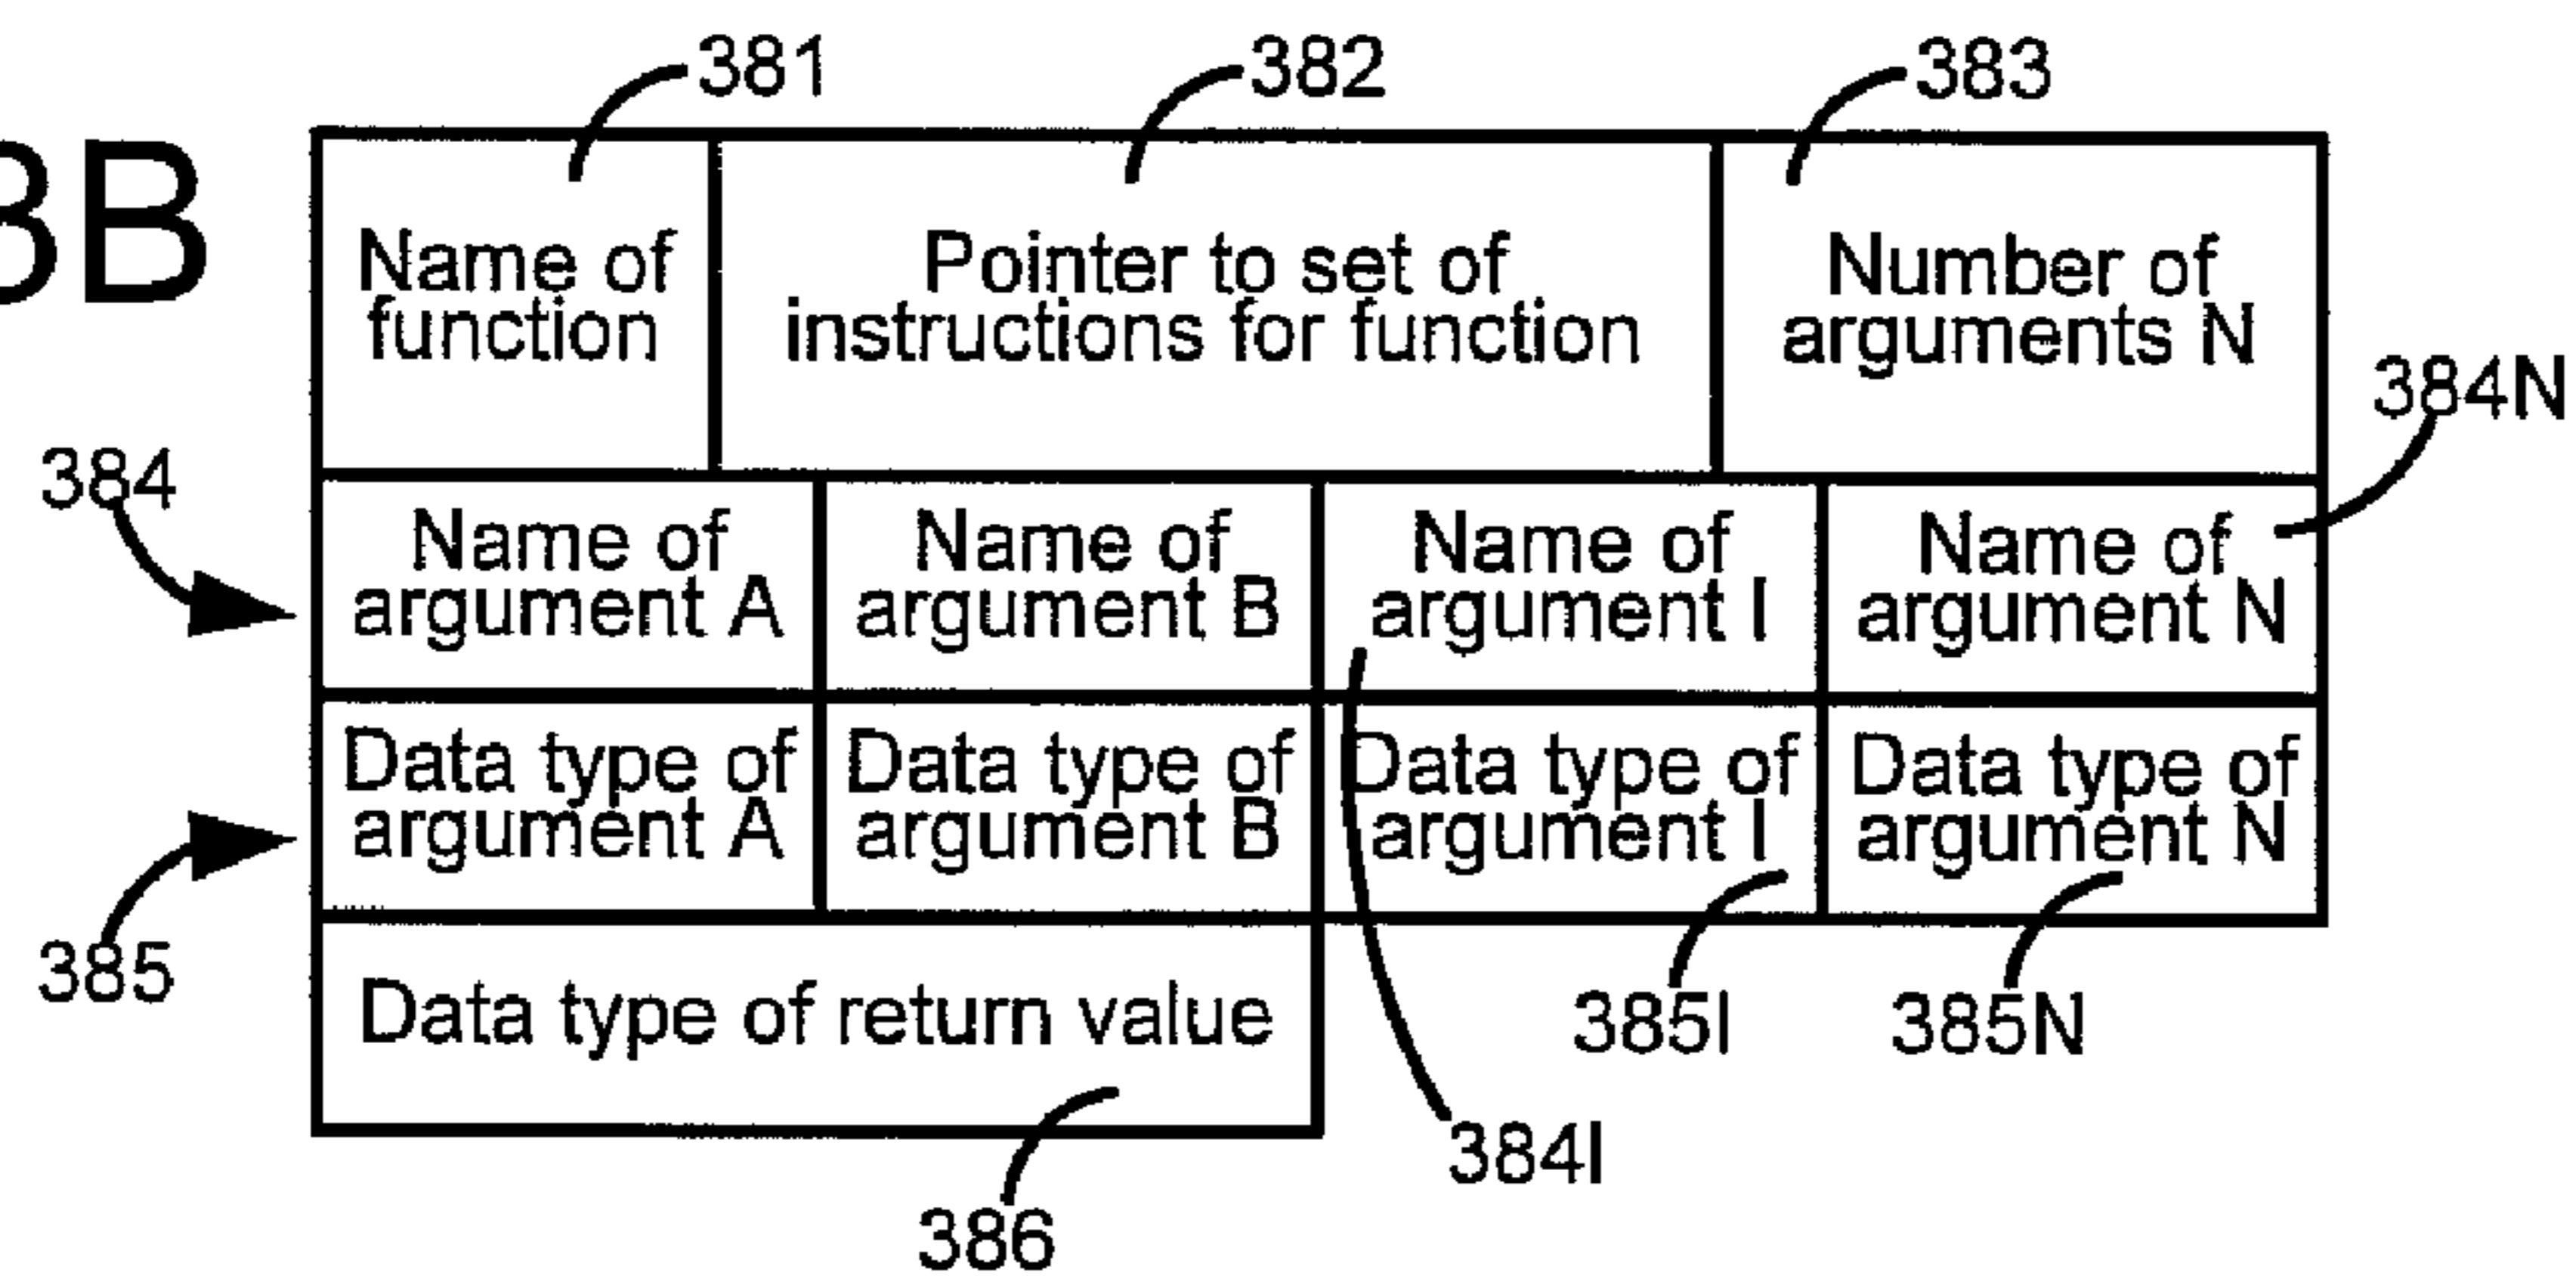 381 382 383
3B
Name of Pointer to set of Number of
function instructions for function arguments N
384N
384
Name of Name of Name of Name of
argument A argument B argument I argument N
Data type of Data type of Data type of Data type of
argument A argument B argument I argument N
385
Data type of return value
385I 385N
384I
386